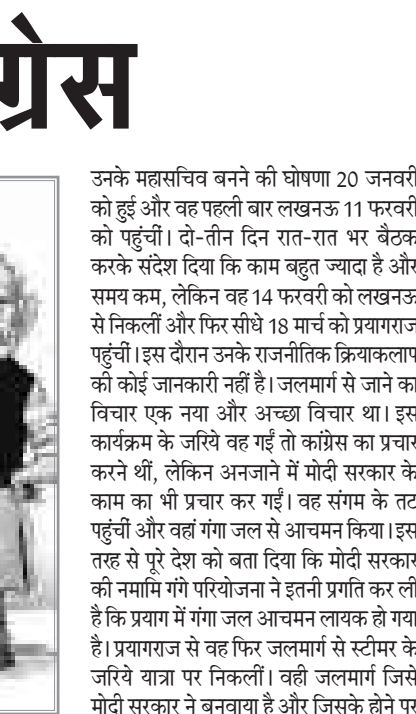 ग्रेस
उनके महासचिव बनने की घोषणा 20 जनवरी
को हुई और वह पहली बार लखनऊ 11 फरवरी
को पहुंचीं। दो-तीन दिन रात-रात भर बैठक
करके संदेश दिया कि काम बहुत ज्यादा है और
समय कम, लेकिन वह 14 फरवरी को लखनऊ
से निकलीं और फिर सीधे 18 मार्च को प्रयागराज
पहुंचीं। इस दौरान उनके राजनीतिक क्रियाकलाप
की कोई जानकारी नहीं है। जलमार्ग से जाने का
विचार एक नया और अच्छा विचार था। इस
कार्यक्रम के जरिये वह गईं तो कांग्रेस का प्रचार
करने थीं, लेकिन अनजाने में मोदी सरकार के
काम का भी प्रचार कर गईं। वह संगम के तट
पहुंचीं और वहां गंगा जल से आचमन किया। इस
तरह से पूरे देश को बता दिया कि मोदी सरकार
की नमामि गंगे परियोजना ने इतनी प्रगति कर ली
है कि प्रयाग में गंगा जल आचमन लायक हो गया
है। प्रयागराज से वह फिर जलमार्ग से स्टीमर के
जरिये यात्रा पर निकलीं। वही जलमार्ग जिसे
मोदी सरकार ने बनवाया है और जिसके होने पर